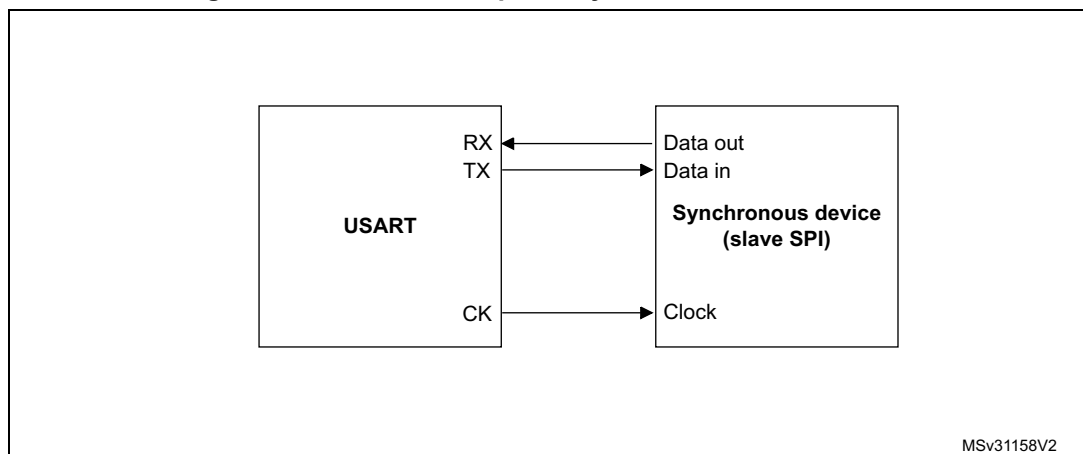 RX
Data out
TX
Data in
USART
Synchronous device
(slave SPI)
CK
Clock
MSv31158V2